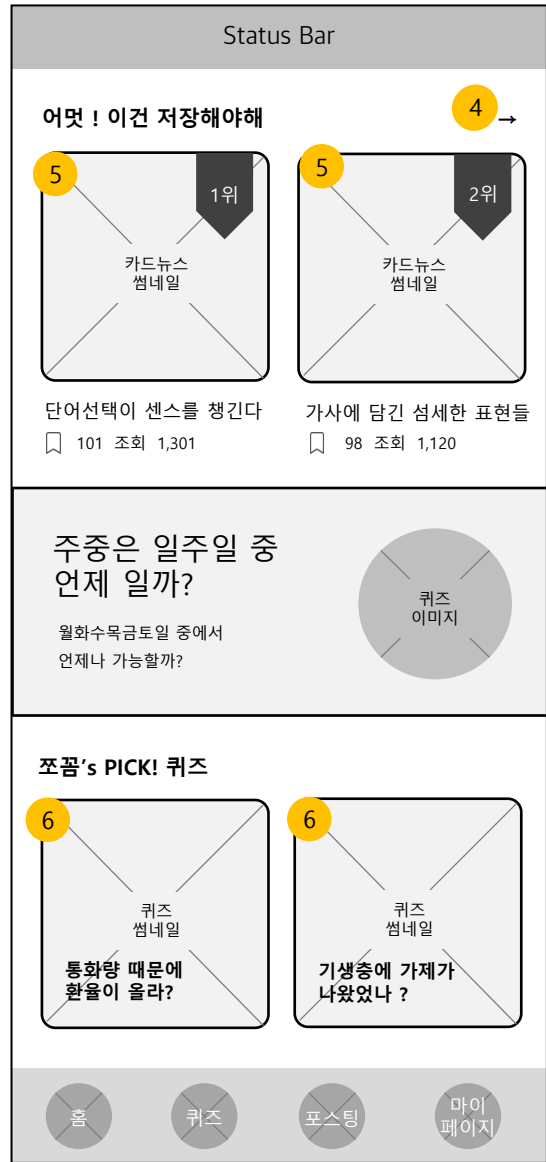 Status Bar
어멋 ! 이건 저장해야해
4
→
5
1위
카드뉴스
썸네일
5
2위
카드뉴스
썸네일
단어선택이 센스를 챙긴다
101 조회 1,301
가사에 담긴 섬세한 표현들
98 조회 1,120
주중은 일주일 중
언제 일까?
월화수목금토일 중에서
언제나 가능할까?
퀴즈
이미지
쪼꼼's PICK! 퀴즈
6
퀴즈
썸네일
통화량 때문에
환율이 올라?
6
퀴즈
썸네일
기생충에 가제가
나왔었나 ?
홈
퀴즈
포스팅
마이
페이지